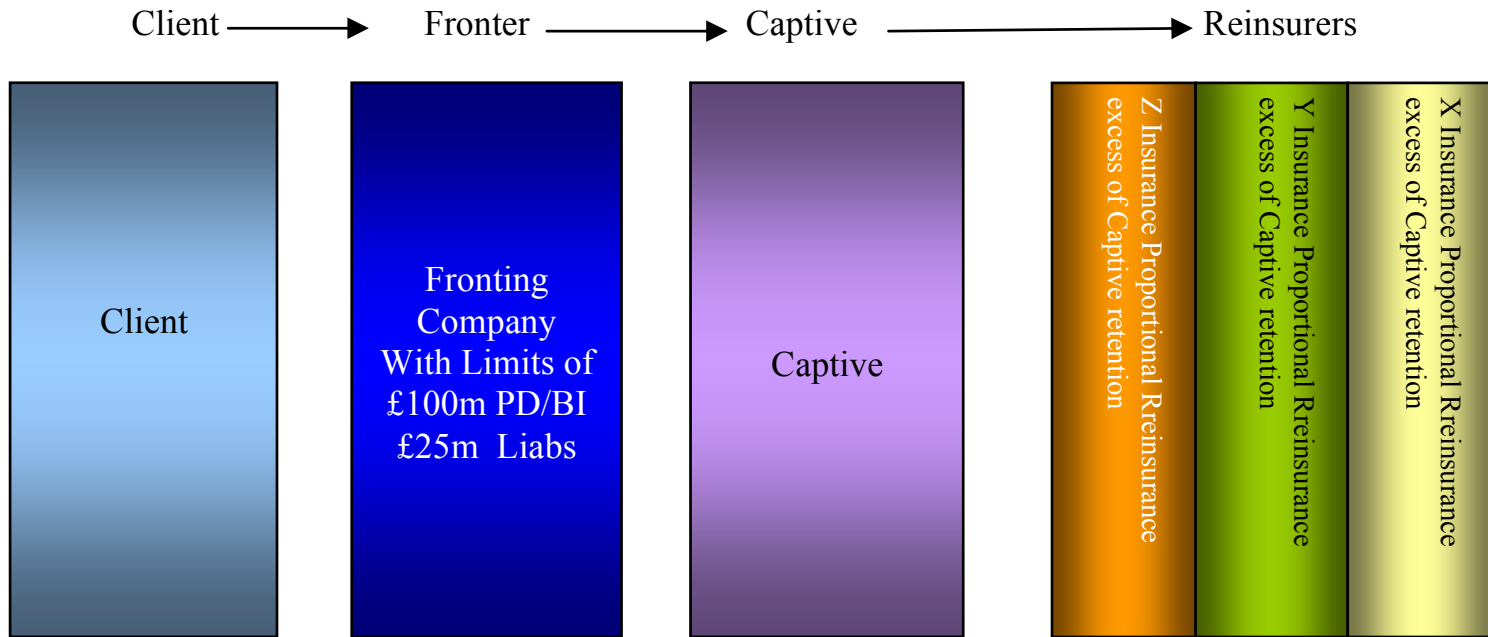 Client
Fronter
Captive
Reinsurers
Client
Fronting
Company
With Limits of
£100m PD/BI
£25m Liabs
Captive
Z Insurance Proportional Rreinsurance
excess of Captive retention
Y Insurance Proportional Rreinsurance
excess of Captive retention
X Insurance Proportional Rreinsurance
excess of Captive retention